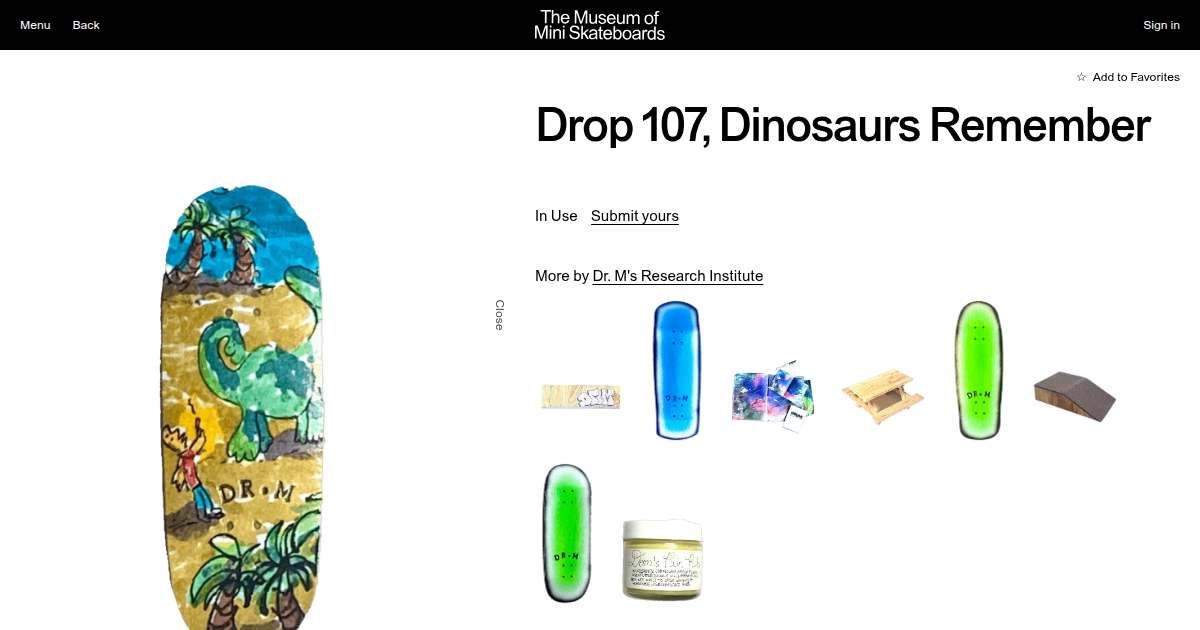 Menu
Back
The Museum of
Mini Skateboards
Sign in
☆ Add to Favorites
Drop 107, Dinosaurs Remember
In Use Submit yours
More by Dr. M's Research Institute
Close
DR•M
DR•M
DR•M
DR•M